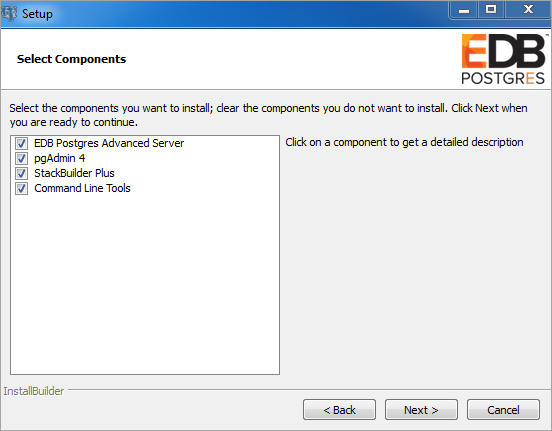 Setup
EDB
POSTGRES
Select Components
Select the components you want to install; clear the components you do not want to install. Click Next when
you are ready to continue.
EDB Postgres Advanced Server
pgAdmin 4
StackBuilder Plus
Command Line Tools
Click on a component to get a detailed description
InstallBuilder
< Back
Next >
Cancel